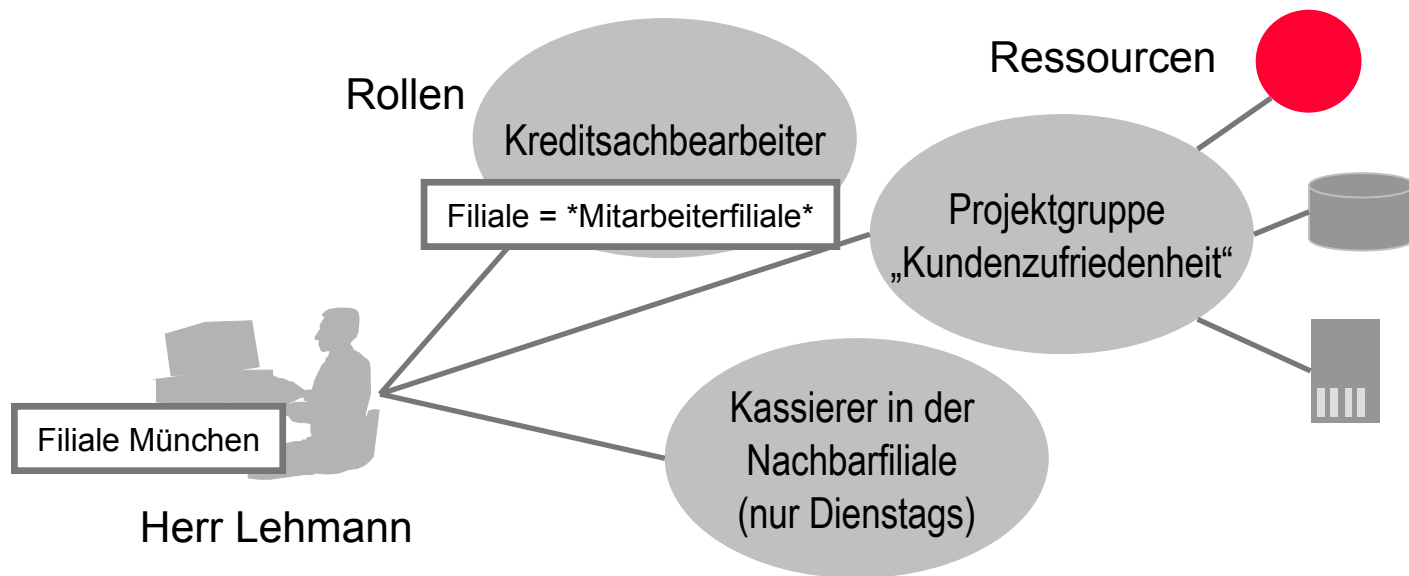 Ressourcen
Rollen
Kreditsachbearbeiter
Filiale = *Mitarbeiterfiliale*
Projektgruppe
„Kundenzufriedenheit“
Kassierer in der
Nachbarfiliale
(nur Dienstags)
Filiale München
Herr Lehmann